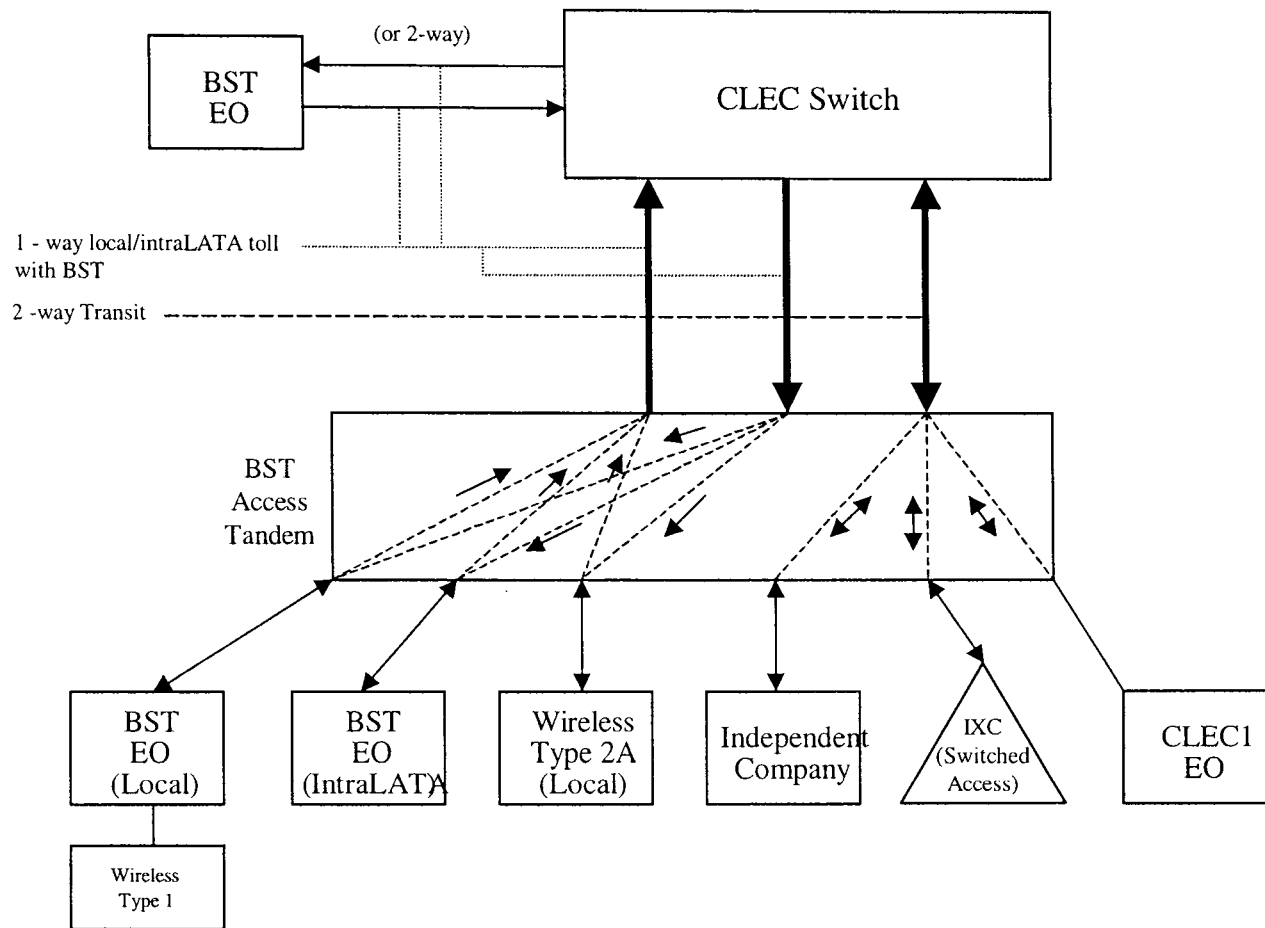 (or 2-way)
BST
EO
CLEC Switch
1 - way local/intraLATA toll
with BST
2 -way Transit
BST
Access
Tandem
BST
EO
(Local)
BST
EO
(IntraLATA)
Wireless
Type 2A
(Local)
Independent
Company
IXC
(Switched
Access)
CLEC1
EO
Wireless
Type 1